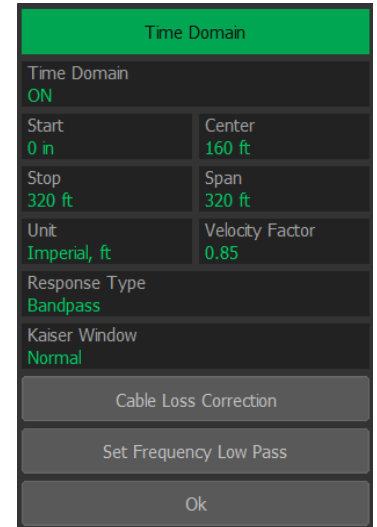 Time Domain
Time Domain
ON
Start Center
0 in 160 ft
Stop Span
320 ft 320 ft
Unit Velocity Factor
Imperial, ft 0.85
Response Type
Bandpass
Kaiser Window
Normal
Cable Loss Correction
Set Frequency Low Pass
Ok